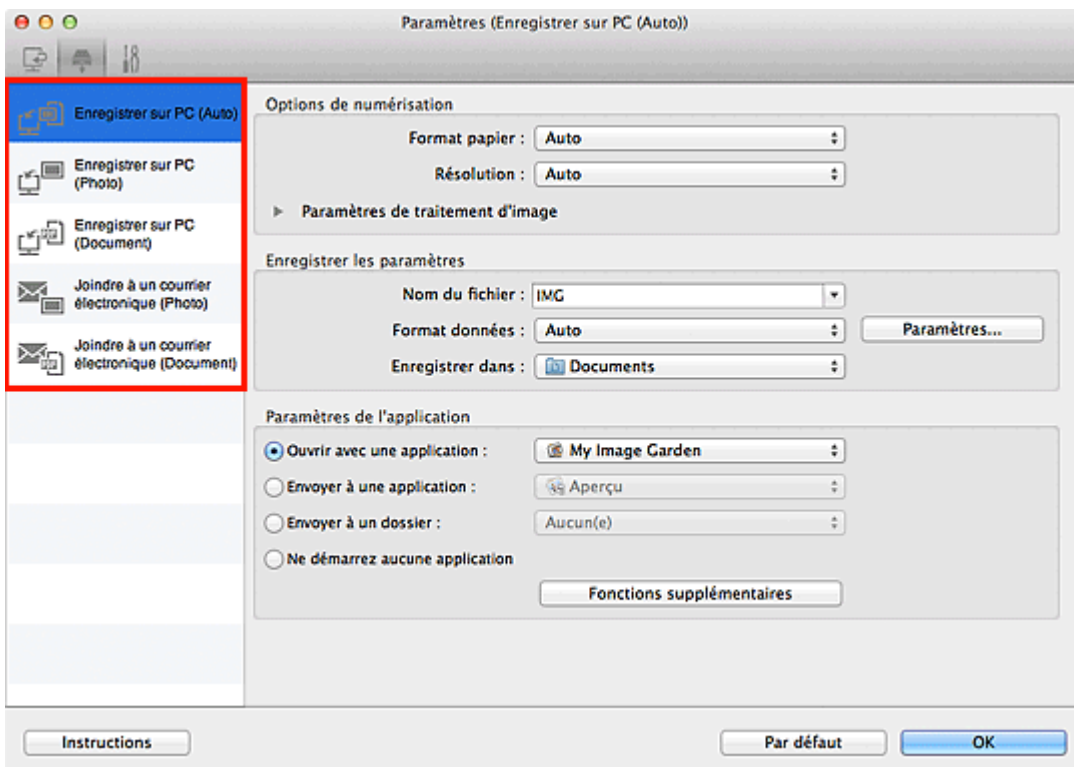 Paramètres (Enregistrer sur PC (Auto))
Enregistrer sur PC (Auto)
Enregistrer sur PC
(Photo)
Enregistrer sur PC
(Document)
Joindre à un courrier
électronique (Photo)
Joindre à un courrier
électronique (Document)
Options de numérisation
Format papier : Auto
Résolution : Auto
Paramètres de traitement d'image
Enregistrer les paramètres
Nom du fichier : IMG
Format données : Auto Paramètres...
Enregistrer dans : Documents
Paramètres de l'application
Ouvrir avec une application : My Image Garden
Envoyer à une application : Aperçu
Envoyer à un dossier : Aucun(e)
Ne démarrez aucune application
Fonctions supplémentaires
Instructions Par défaut OK